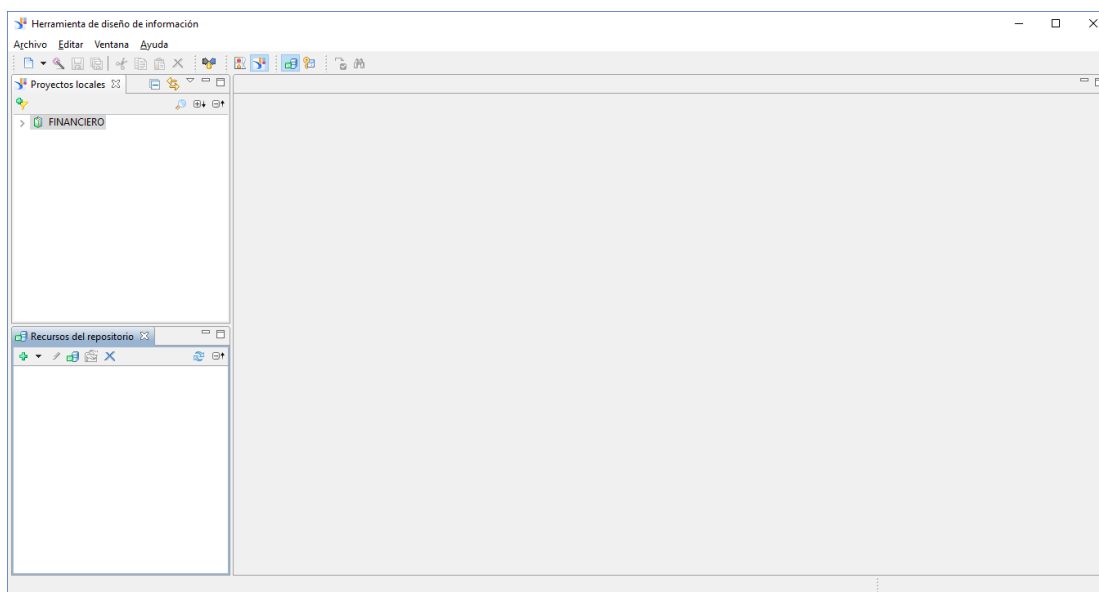 Herramienta de diseño de información
Archivo Editar Ventana Ayuda
Proyectos locales
FINANCIERO
Recursos del repositorio